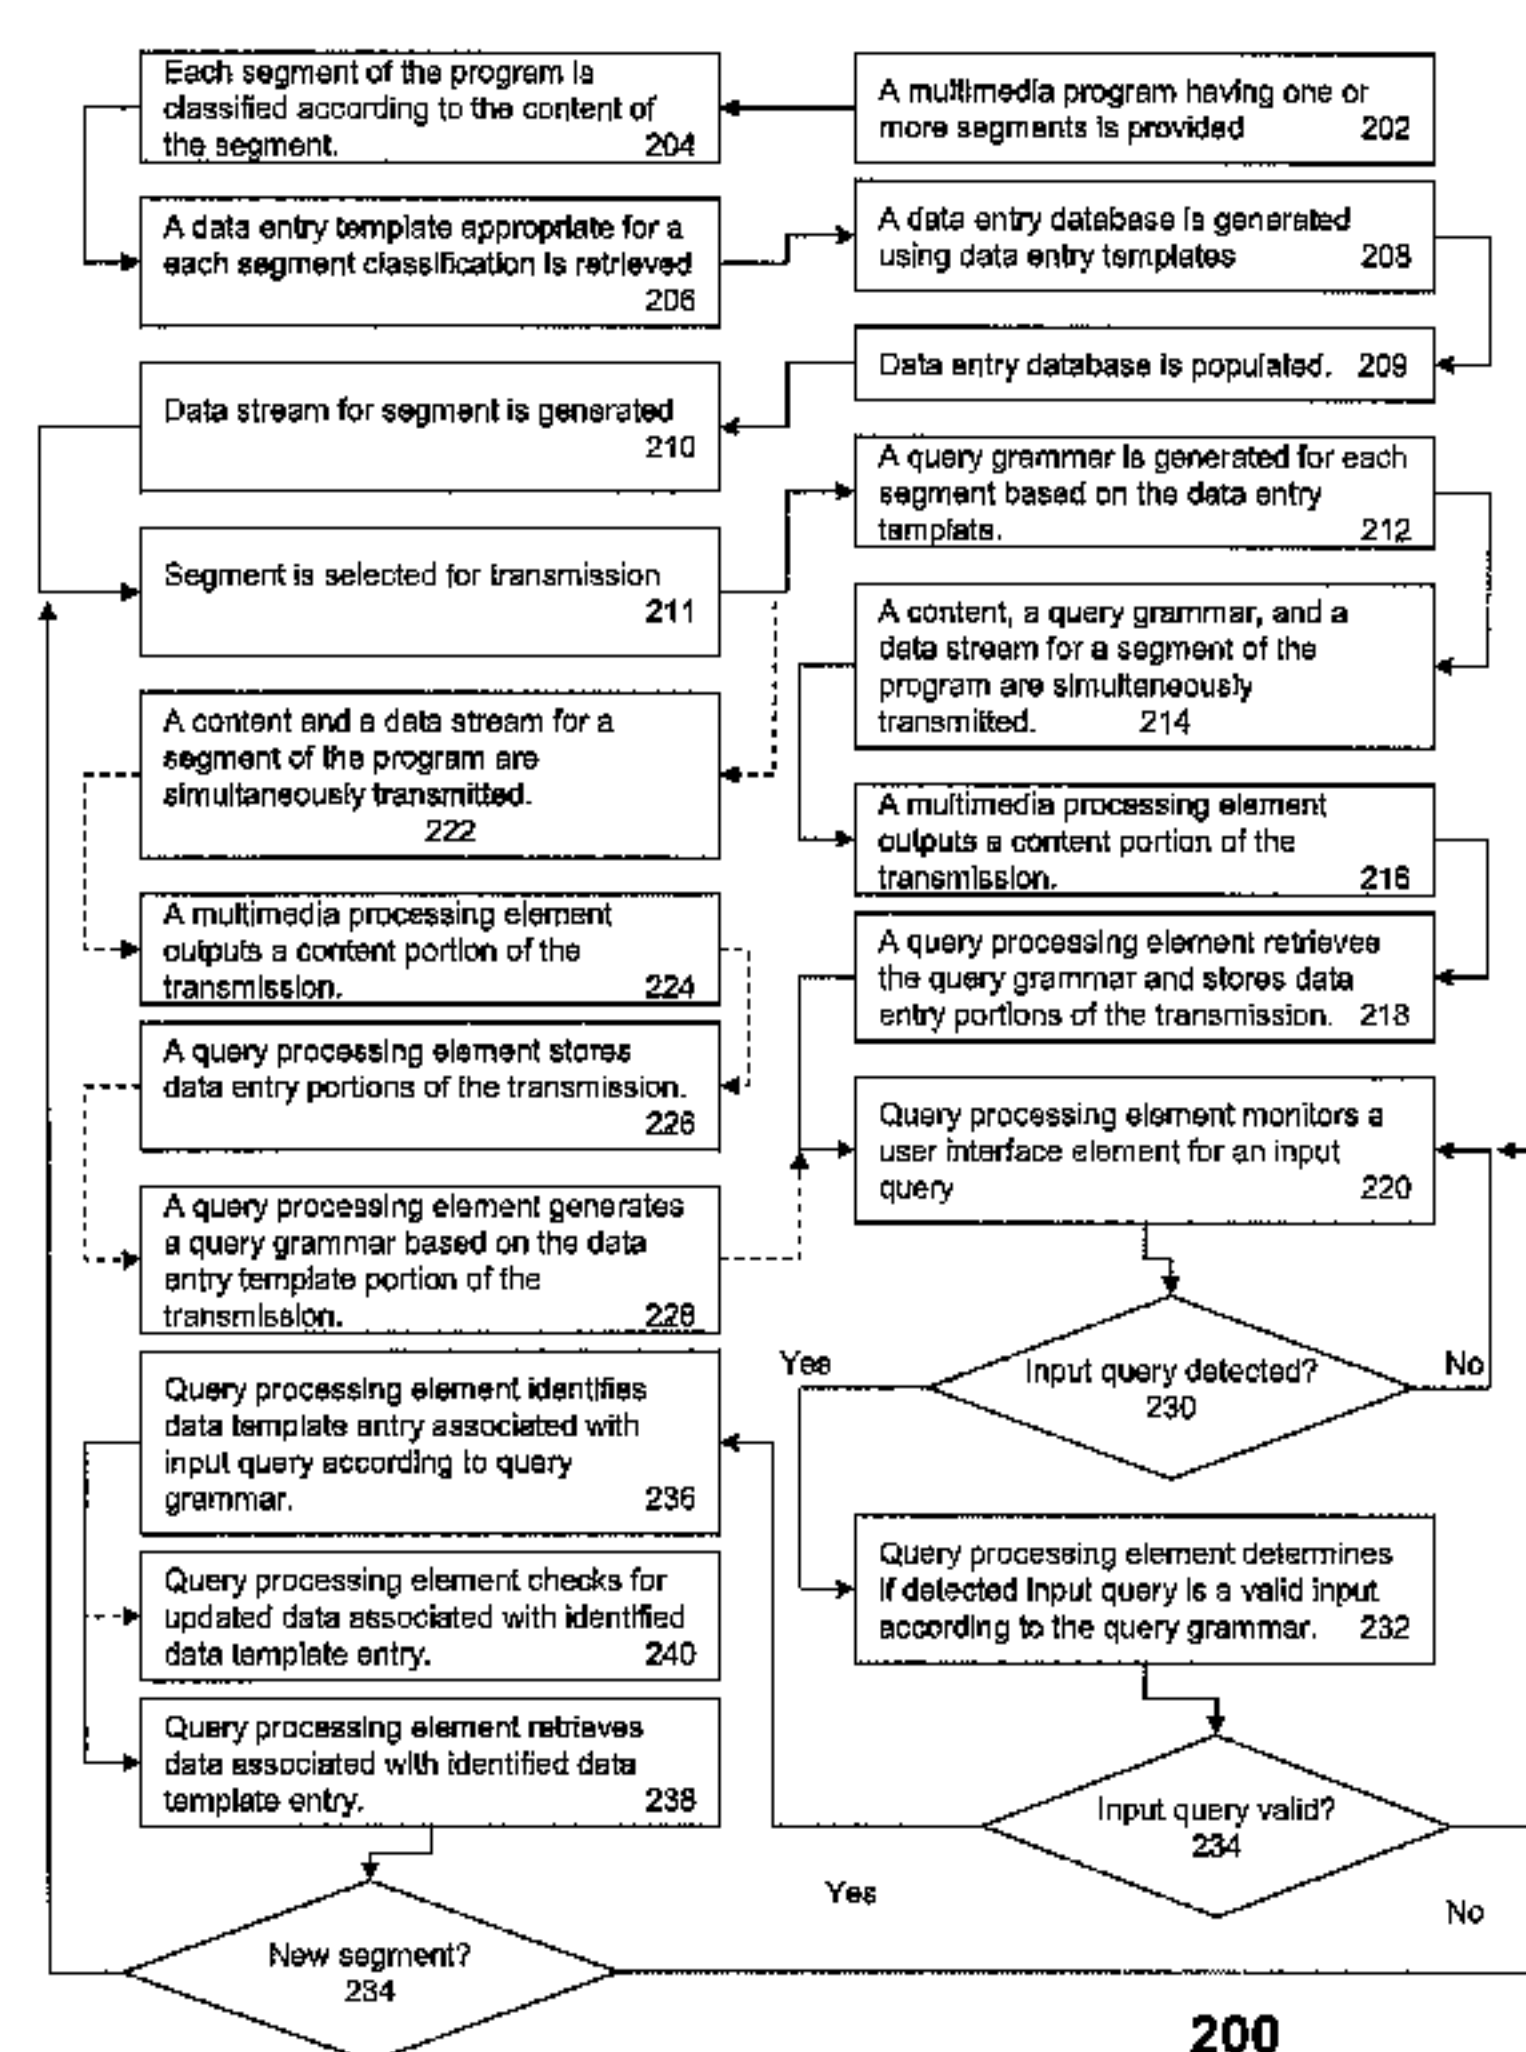 Each segment of the program is
classified according to the content of
the segment. 204
A multimedia program having one or
more segments is provided 202
A data entry template appropriate for a
each segment classification is retrieved
206
A data entry database is generated
using data entry templates 208
Data entry database is populated. 209
Data stream for segment is generated
210
A query grammar is generated for each
segment based on the data entry
template. 212
Segment is selected for transmission
211
A content, a query grammar, and a
data stream for a segment of the
program are simultaneously
transmitted. 214
A content and a data stream for a
segment of the program are
simultaneously transmitted.
222
A multimedia processing element
outputs a content portion of the
transmission. 216
A multimedia processing element
outputs a content portion of the
transmission. 224
A query processing element retrieves
the query grammar and stores data
entry portions of the transmission. 218
A query processing element stores
data entry portions of the transmission.
226
Query processing element monitors a
user interface element for an input
query 220
A query processing element generates
a query grammar based on the data
entry template portion of the
transmission. 228
Yes
Input query detected?
230
No
Query processing element identifies
data template entry associated with
input query according to query
grammar. 236
Query processing element determines
if detected input query is a valid input
according to the query grammar. 232
Query processing element checks for
updated data associated with identified
data template entry. 240
Query processing element retrieves
data associated with identified data
template entry. 238
Input query valid?
234
Yes
No
New segment?
234
200